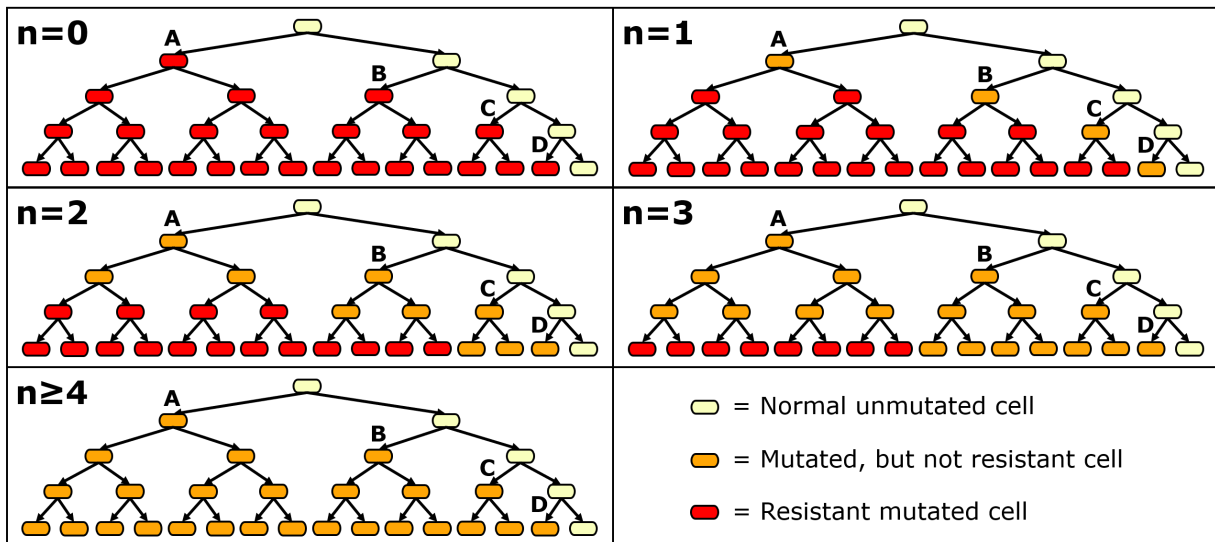 n=0
A
B
C
D
n=1
A
B
C
D
n=2
A
B
C
D
n=3
A
B
C
D
n≥4
A
B
C
D
= Normal unmutated cell
= Mutated, but not resistant cell
= Resistant mutated cell